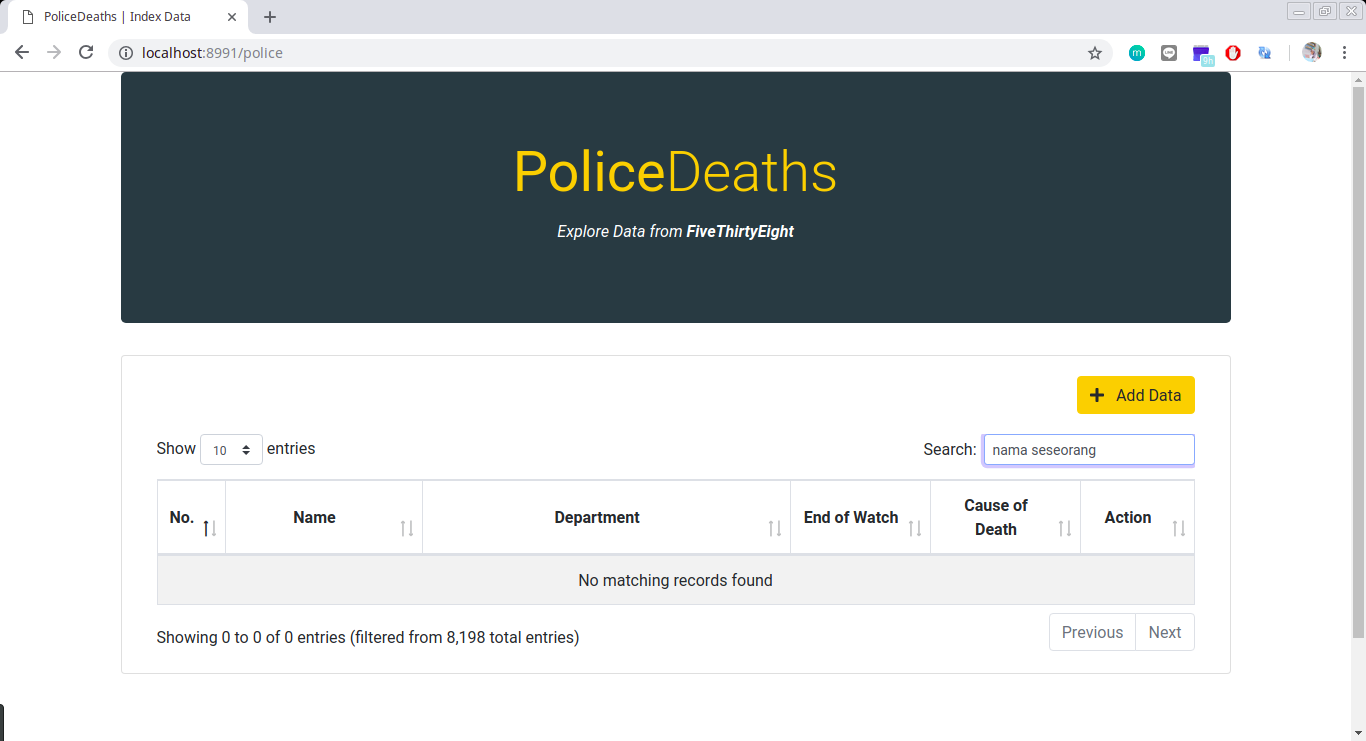 PoliceDeaths | Index Data
localhost:8991/police
9h
PoliceDeaths
Explore Data from FiveThirtyEight
+ Add Data
Show 10 entries
Search: nama seseorang
No. Name Department End of Watch Cause of Death Action
No matching records found
Showing 0 to 0 of 0 entries (filtered from 8,198 total entries)
Previous Next